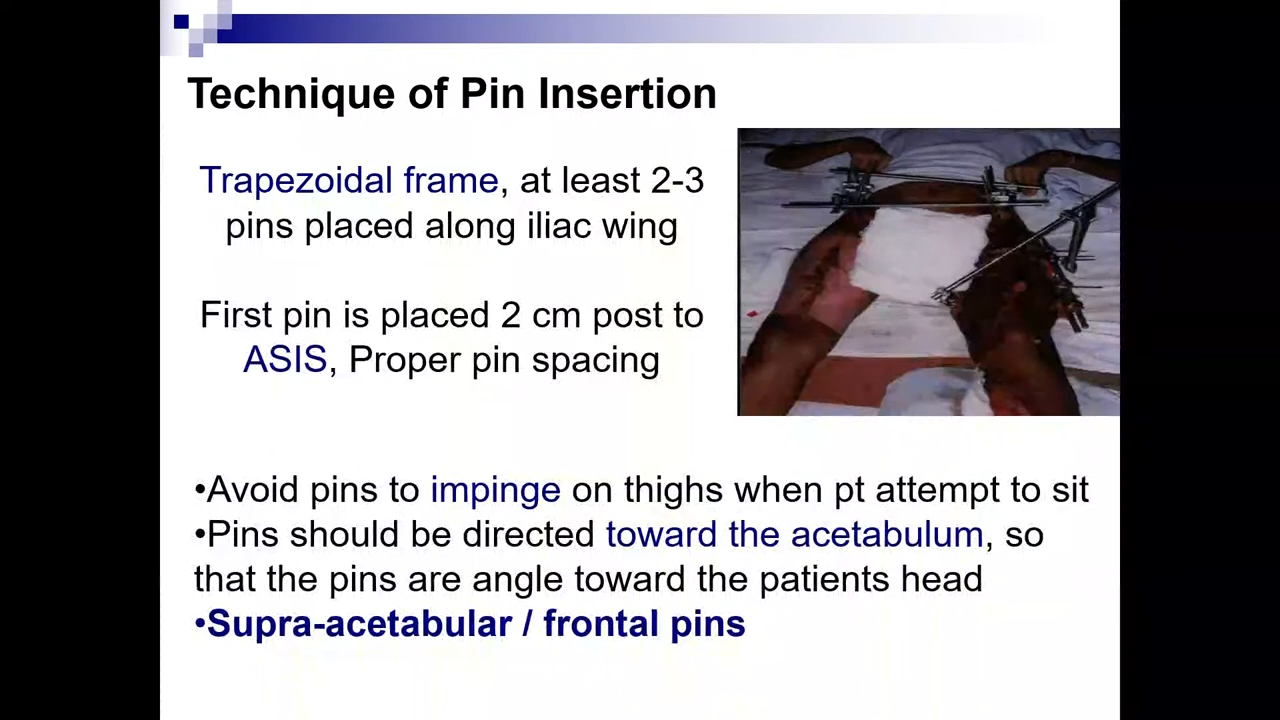 Technique of Pin Insertion
Trapezoidal frame, at least 2-3
pins placed along iliac wing
First pin is placed 2 cm post to
ASIS, Proper pin spacing
•Avoid pins to impinge on thighs when pt attempt to sit
•Pins should be directed toward the acetabulum, so
that the pins are angle toward the patients head
•Supra-acetabular / frontal pins